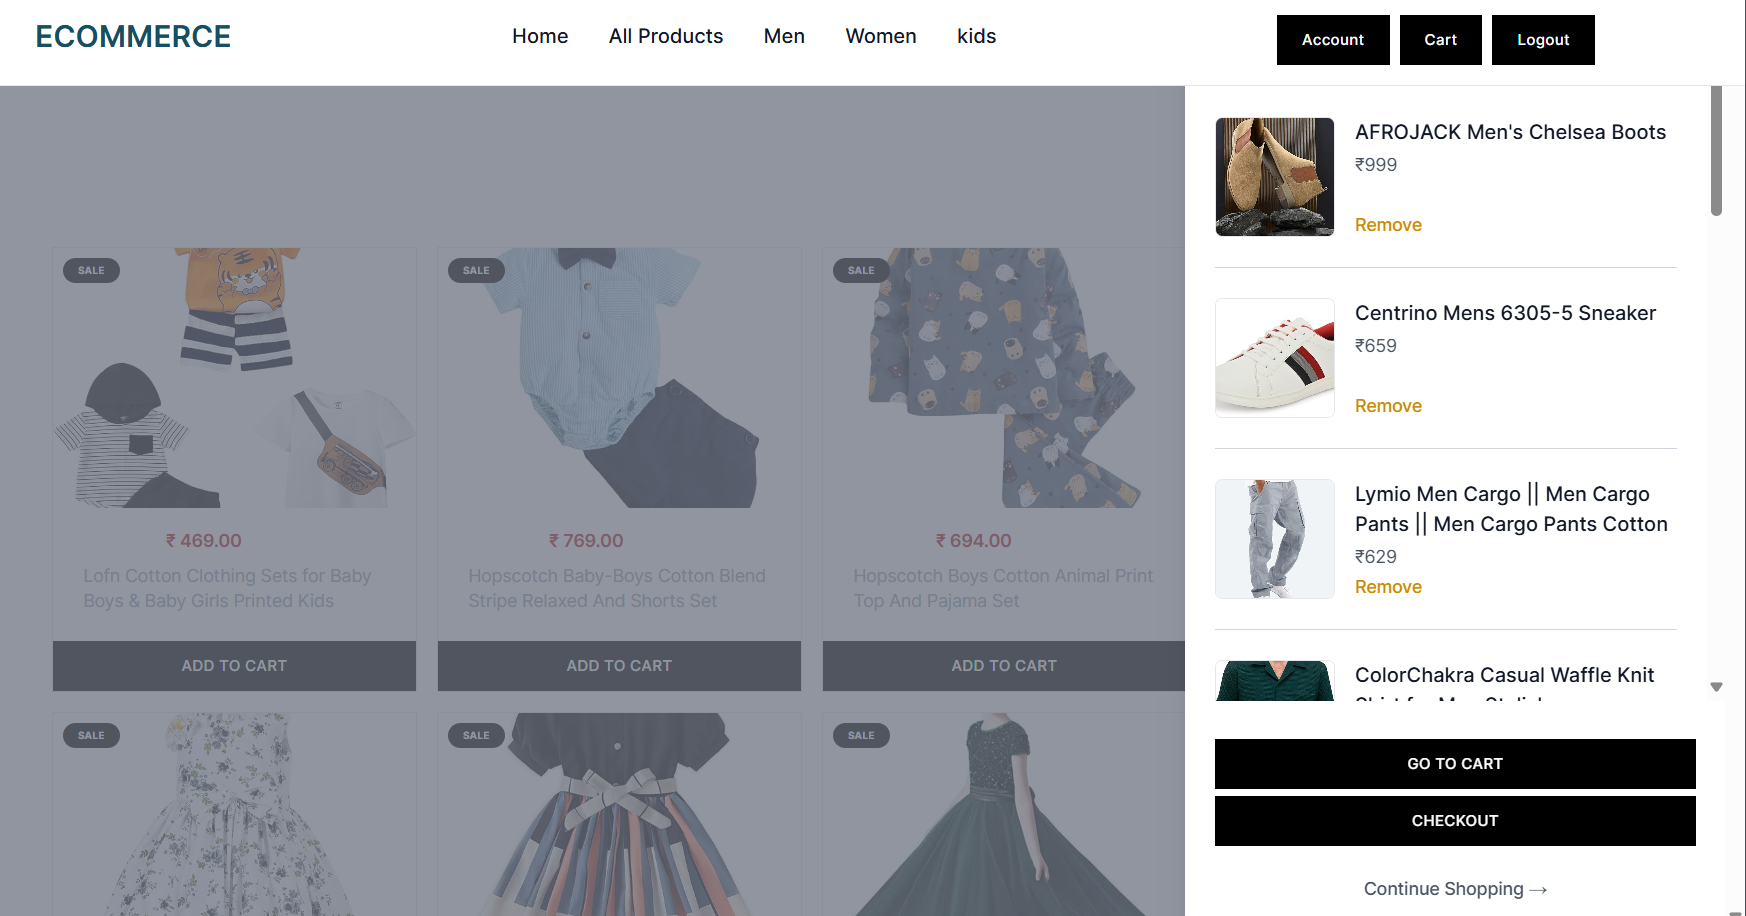 ECOMMERCE
Home
All Products
Men
Women
kids
Account
Cart
Logout
AFROJACK Men's Chelsea Boots
₹999
Remove
Centrino Mens 6305-5 Sneaker
₹659
Remove
Lymio Men Cargo || Men Cargo
Pants || Men Cargo Pants Cotton
₹629
Remove
ColorChakra Casual Waffle Knit
GO TO CART
CHECKOUT
Continue Shopping →
SALE
SALE
SALE
₹ 469.00
₹ 769.00
₹ 694.00
Lofn Cotton Clothing Sets for Baby
Boys & Baby Girls Printed Kids
Hopscotch Baby-Boys Cotton Blend
Stripe Relaxed And Shorts Set
Hopscotch Boys Cotton Animal Print
Top And Pajama Set
ADD TO CART
ADD TO CART
ADD TO CART
SALE
SALE
SALE